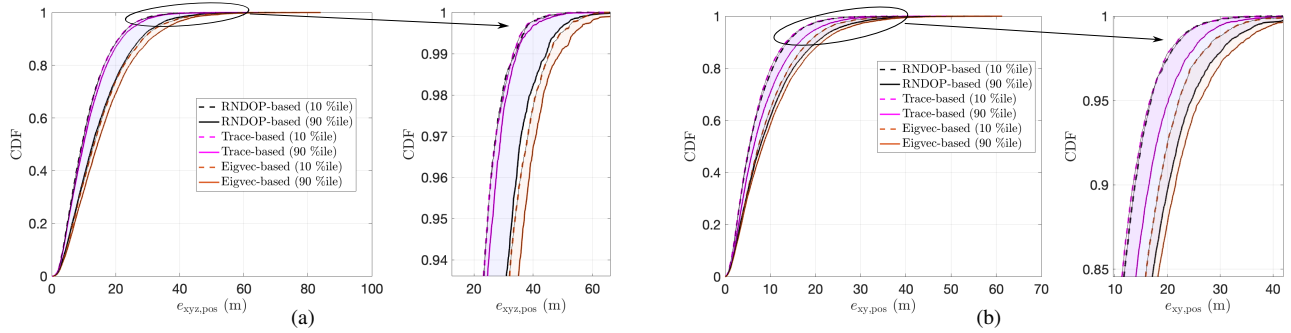 1
0.8
0.6
0.4
0.2
0
CDF
0
20
40
60
80
100
e_xyz,pos (m)
RNDOP-based (10 %ile)
RNDOP-based (90 %ile)
Trace-based (10 %ile)
Trace-based (90 %ile)
Eigvec-based (10 %ile)
Eigvec-based (90 %ile)
1
0.99
0.98
0.97
0.96
0.95
0.94
CDF
20
40
60
e_xyz,pos (m)
(a)
1
0.8
0.6
0.4
0.2
0
CDF
0
10
20
30
40
50
60
70
e_xy,pos (m)
RNDOP-based (10 %ile)
RNDOP-based (90 %ile)
Trace-based (10 %ile)
Trace-based (90 %ile)
Eigvec-based (10 %ile)
Eigvec-based (90 %ile)
1
0.95
0.9
0.85
CDF
10
20
30
40
e_xy,pos (m)
(b)